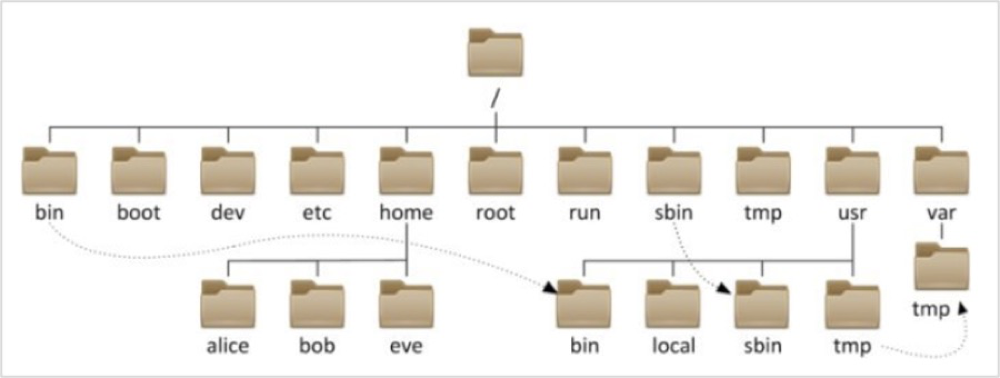 /
bin boot dev etc home root run sbin tmp usr var
tmp
alice bob eve bin local sbin tmp